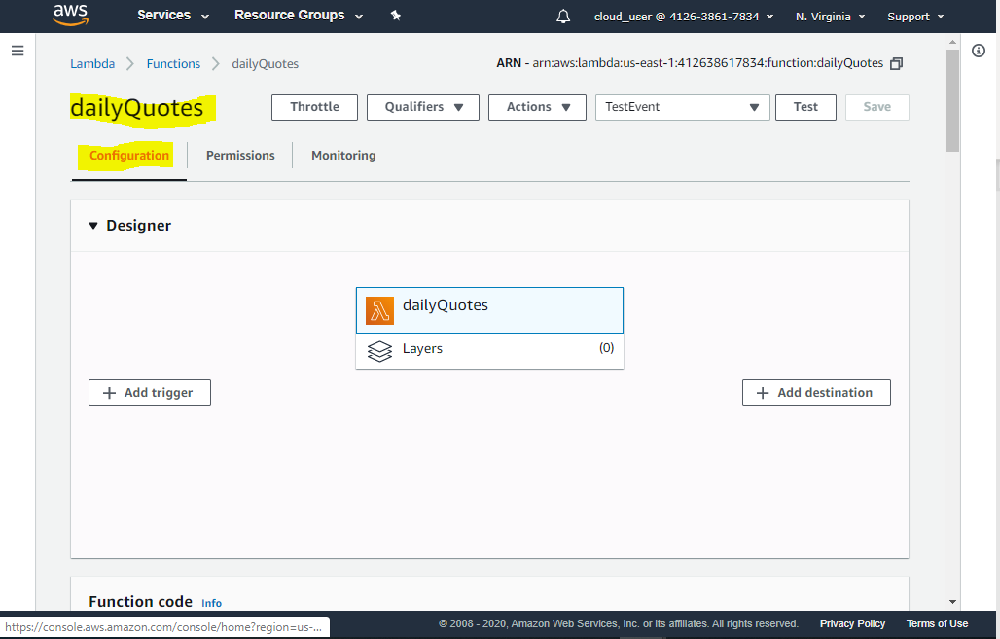 aws Services Resource Groups cloud_user @ 4126-3861-7834 N. Virginia Support
Lambda Functions dailyQuotes ARN - arn:aws:lambda:us-east-1:412638617834:function:dailyQuotes
dailyQuotes Throttle Qualifiers Actions TestEvent Test Save
Configuration Permissions Monitoring
Designer
dailyQuotes
Layers (0)
Add trigger Add destination
Function code Info
https://console.aws.amazon.com/console/home?region=us-... © 2008 - 2020, Amazon Web Services, Inc. or its affiliates. All rights reserved. Privacy Policy Terms of Use